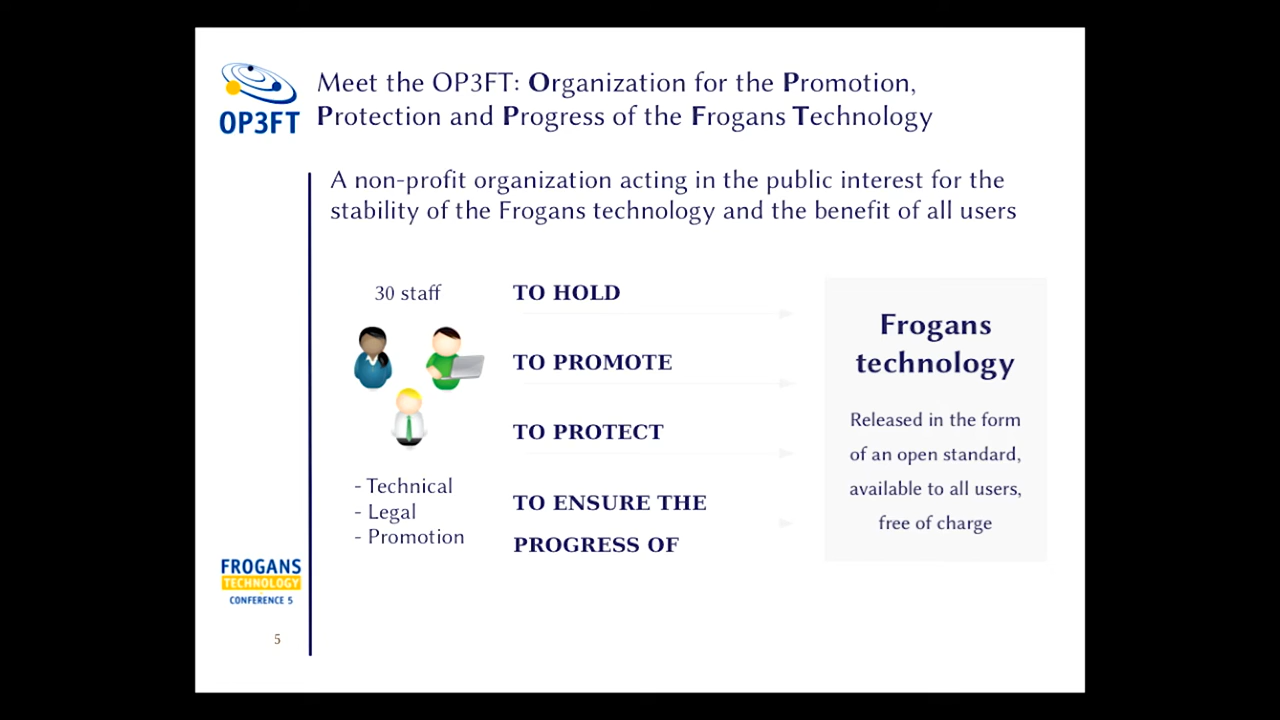 Meet the OP3FT: Organization for the Promotion,
Protection and Progress of the Frogans Technology
OP3FT
A non-profit organization acting in the public interest for the
stability of the Frogans technology and the benefit of all users
30 staff
- Technical
- Legal
- Promotion
TO HOLD
TO PROMOTE
TO PROTECT
TO ENSURE THE
PROGRESS OF
Frogans
technology
Released in the form
of an open standard,
available to all users,
free of charge
FROGANS
TECHNOLOGY
CONFERENCE 5
5